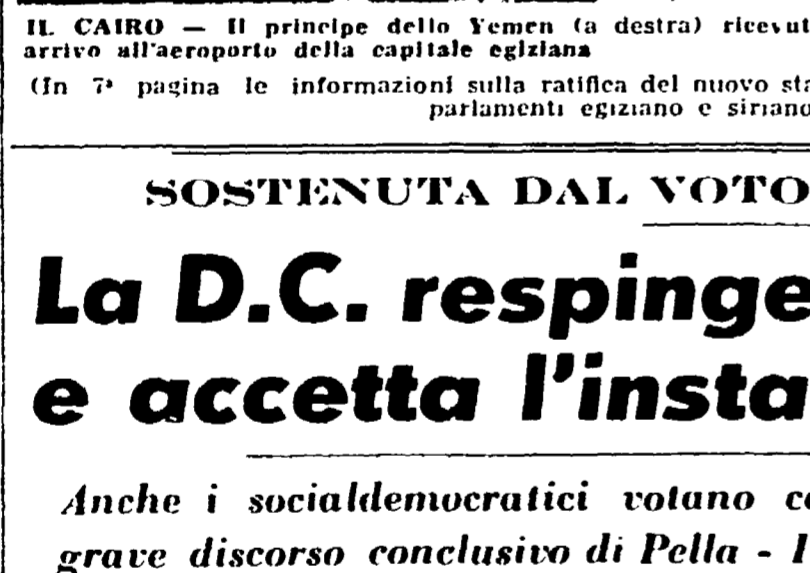 IL CAIRO — Il principe dello Yemen (a destra) ricevut
arrivo all'aeroporto della capitale egiziana
(In 7ª pagina le informazioni sulla ratifica del nuovo sta
parlamenti egiziano e siriano
SOSTENUTA DAL VOTO
La D.C. respinge
e accetta l'insta
Anche i socialdemocratici votano co
grave discorso conclusivo di Pella - I